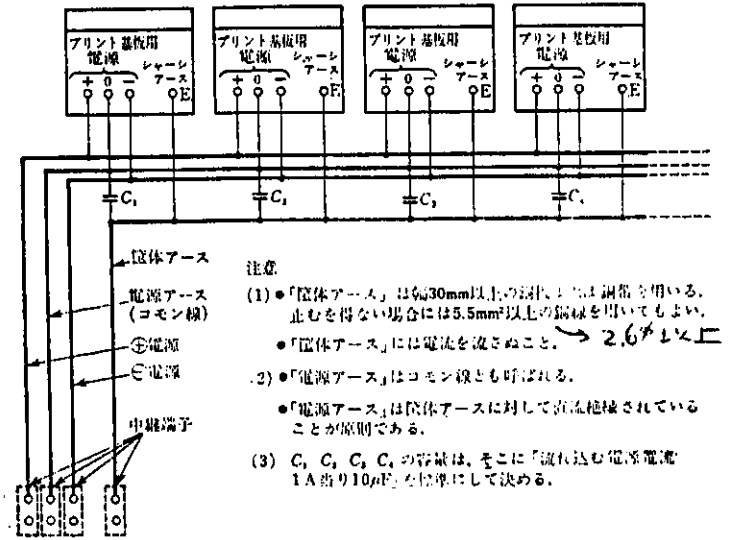 プリント基板用
電源
シャーシ
アース
+ 0 − E
プリント基板用
電源
シャーシ
アース
+ 0 − E
プリント基板用
電源
シャーシ
アース
+ 0 − E
プリント基板用
電源
シャーシ
アース
+ 0 − E
C₁
C₂
C₃
C₄
筐体アース
電源アース
(コモン線)
⊕電源
⊖電源
中継端子
注意
(1) ●「筐体アース」は幅30mm以上の銅板または銅帯を用いる.
止むを得ない場合には5.5mm²以上の銅線を用いてもよい.
●「筐体アース」には電流を流さぬこと.
→ 2.6φ以上
2) ●「電源アース」はコモン線とも呼ばれる.
●「電源アース」は筐体アースに対して直流絶縁されている
ことが原則である.
(3) C₁ C₂ C₃ C₄ の容量は,そこに「流れ込む電源電流
1A当り10μF」を標準にして決める.